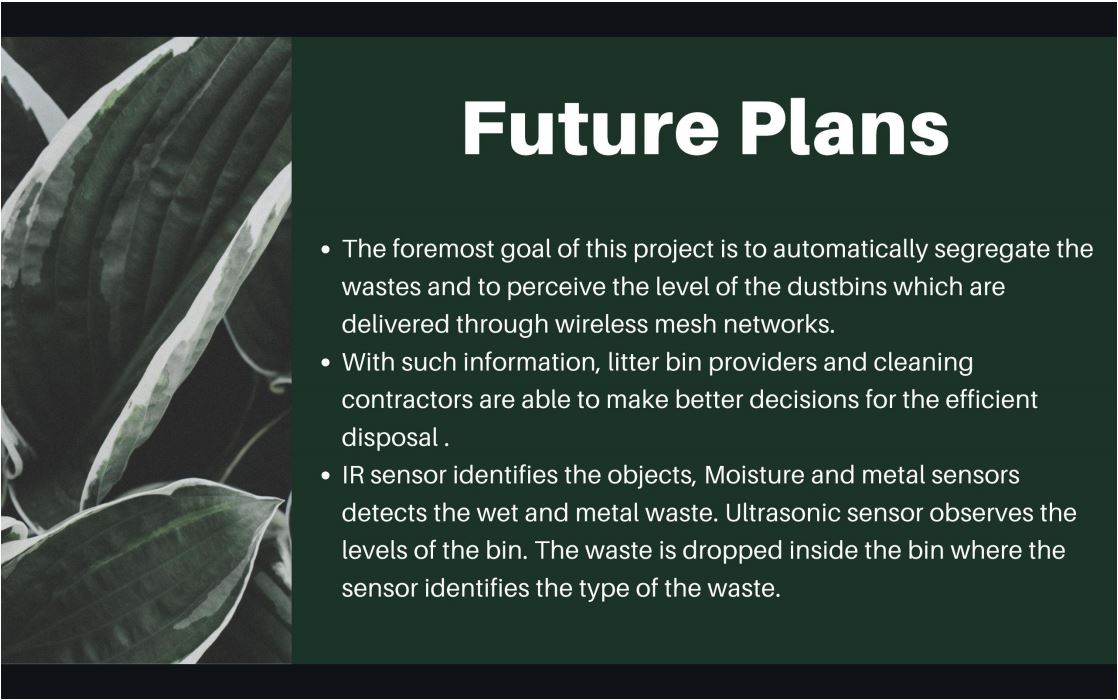 Future Plans
• The foremost goal of this project is to automatically segregate the
wastes and to perceive the level of the dustbins which are
delivered through wireless mesh networks.
• With such information, litter bin providers and cleaning
contractors are able to make better decisions for the efficient
disposal .
• IR sensor identifies the objects, Moisture and metal sensors
detects the wet and metal waste. Ultrasonic sensor observes the
levels of the bin. The waste is dropped inside the bin where the
sensor identifies the type of the waste.